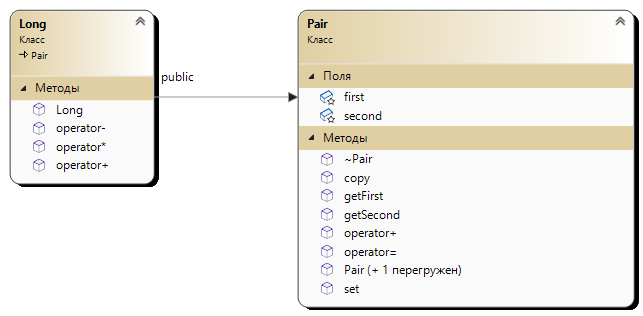 Long
Класс
Pair
Методы
Long
operator-
operator*
operator+
public
Pair
Класс
Поля
first
second
Методы
~Pair
copy
getFirst
getSecond
operator+
operator=
Pair (+ 1 перегружен)
set